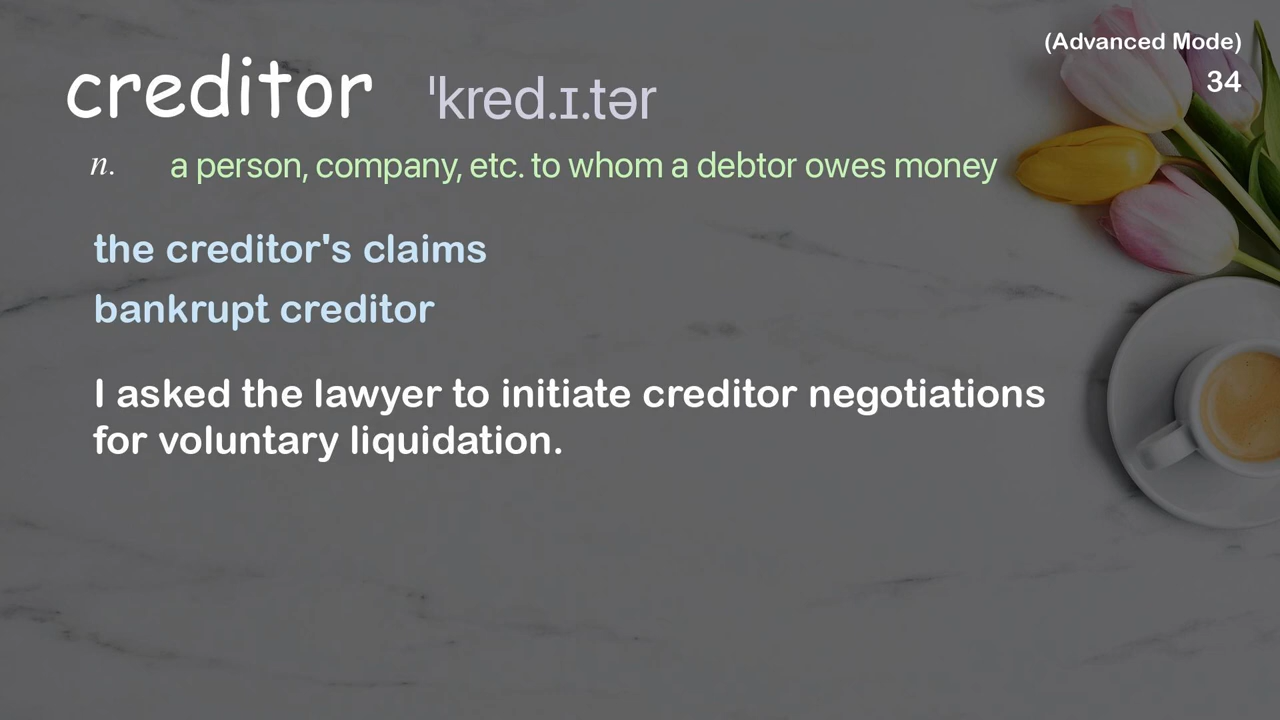 (Advanced Mode)
34
creditor ˈkred.ɪ.tər
n. a person, company, etc. to whom a debtor owes money
the creditor's claims
bankrupt creditor
I asked the lawyer to initiate creditor negotiations
for voluntary liquidation.